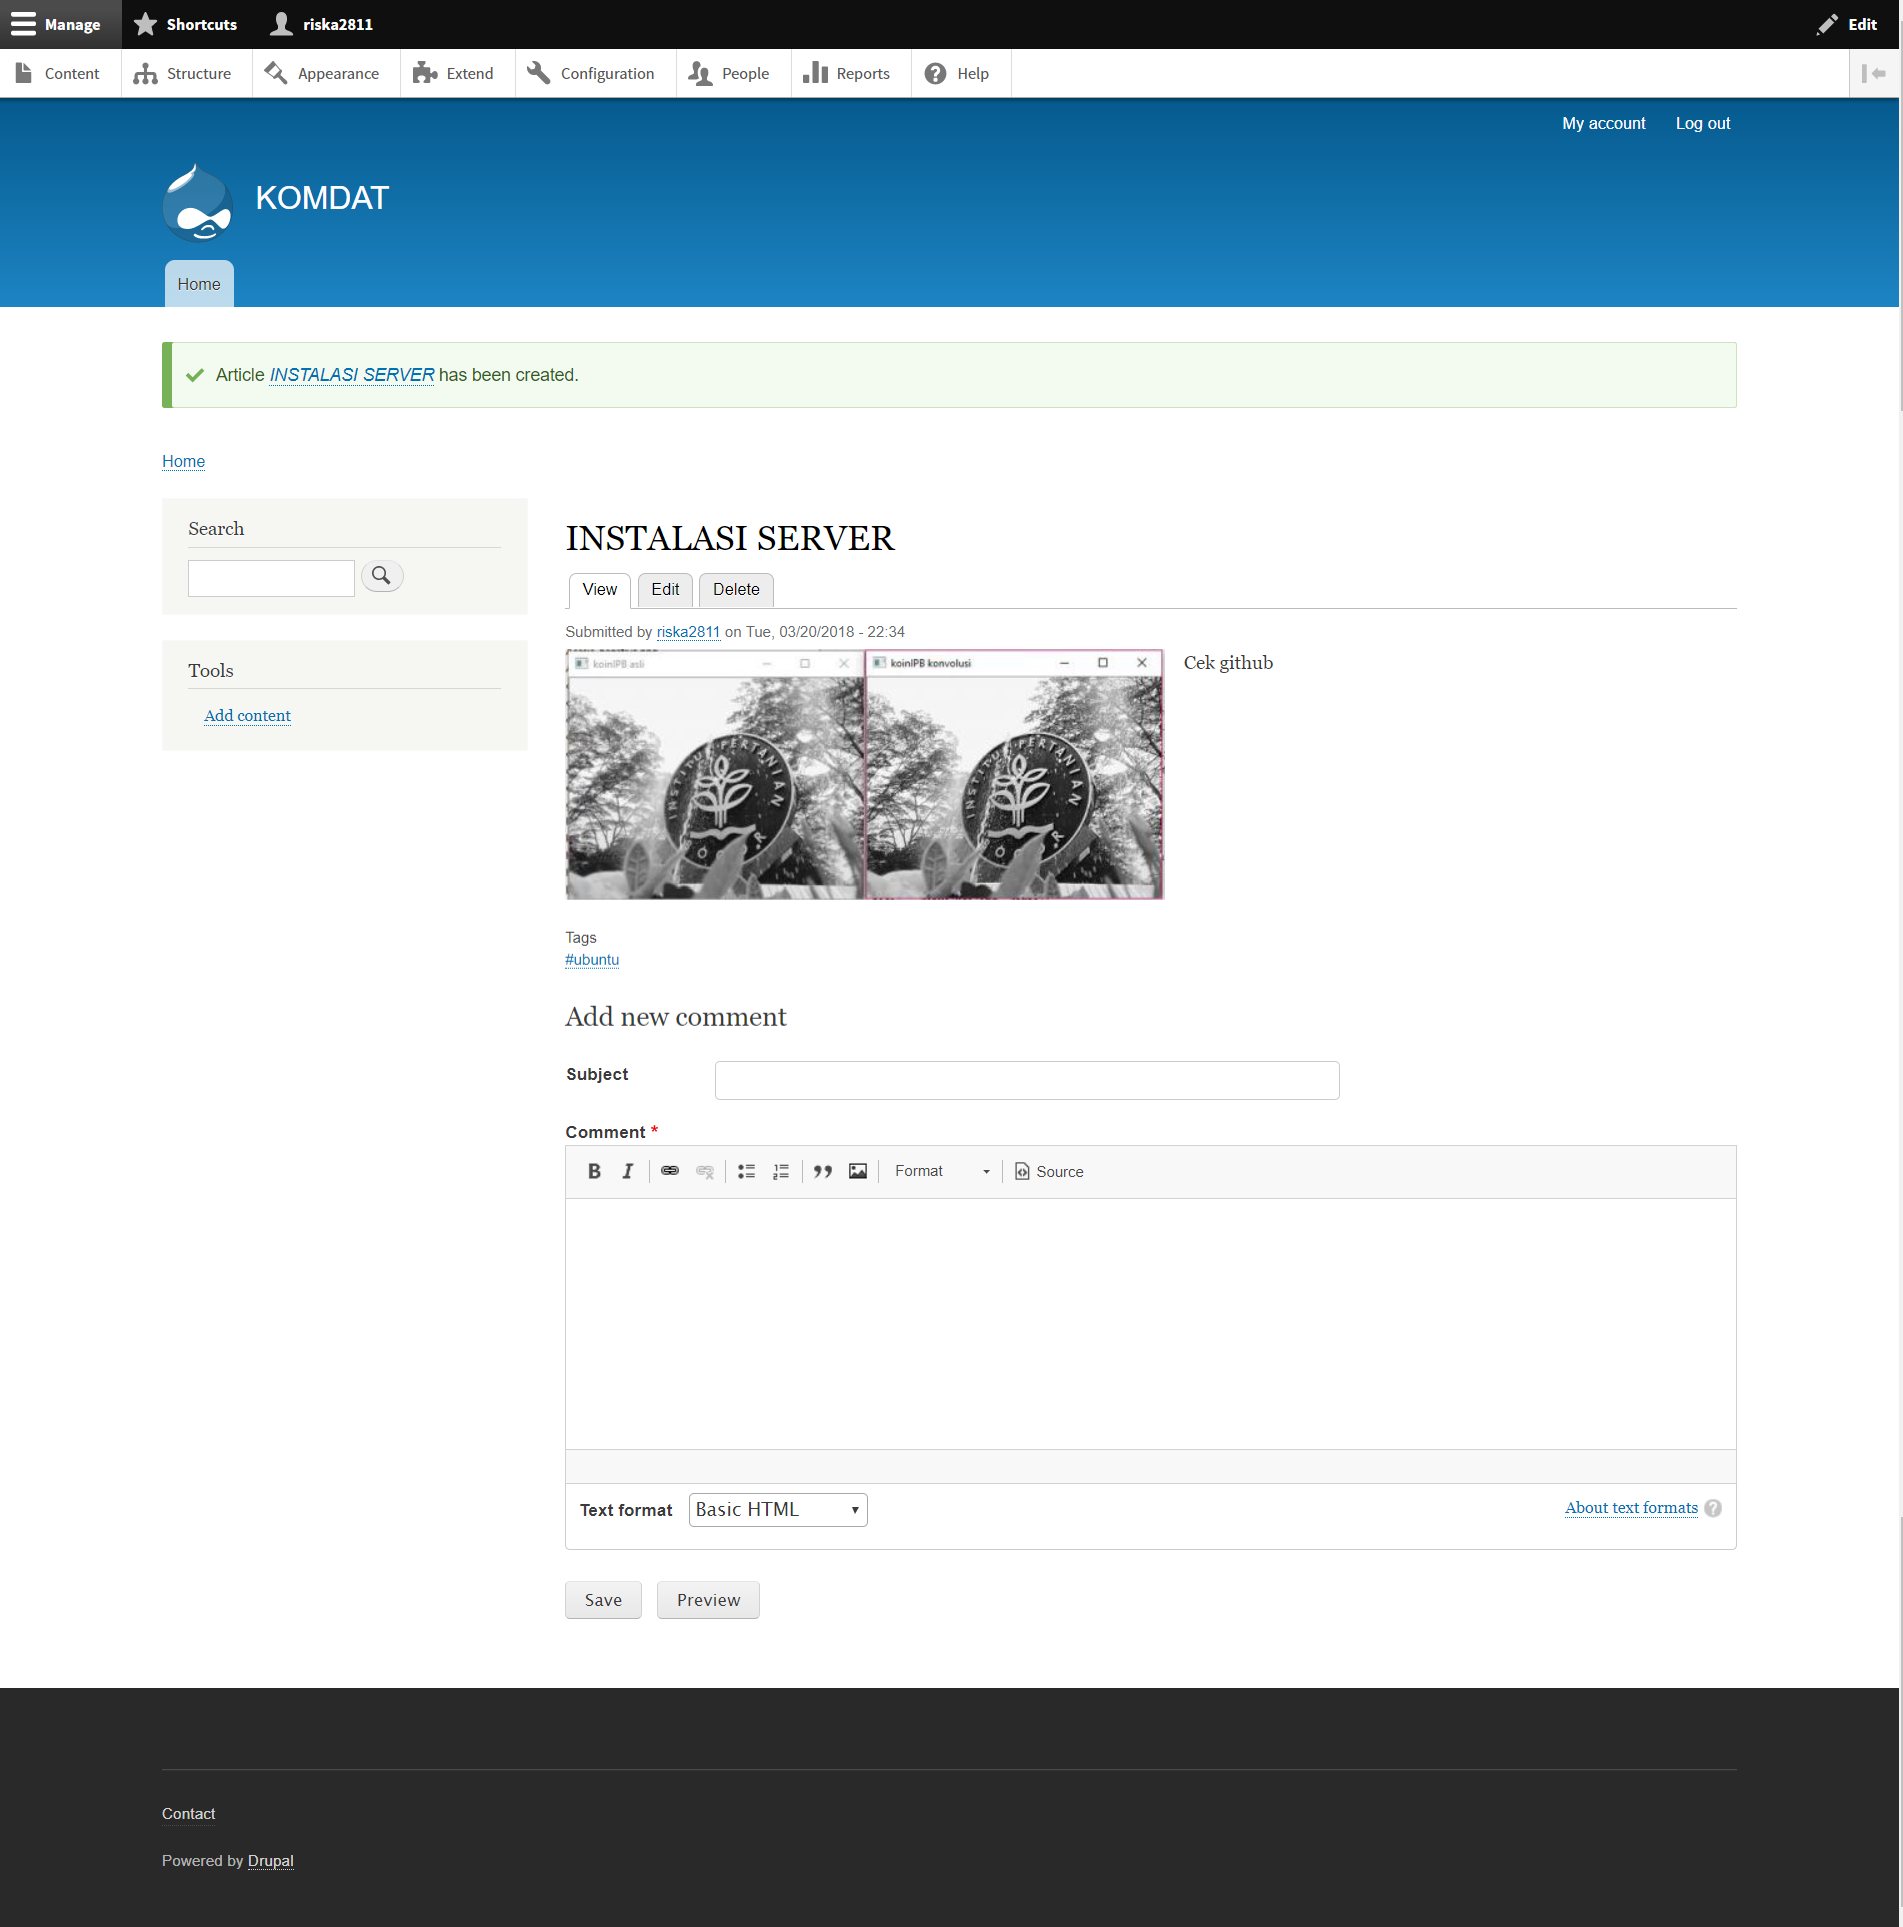 Manage Shortcuts riska2811 Edit
Content Structure Appearance Extend Configuration People Reports Help
My account Log out
KOMDAT
Home
Article INSTALASI SERVER has been created.
Home
Search
Tools
Add content
INSTALASI SERVER
View Edit Delete
Submitted by riska2811 on Tue, 03/20/2018 - 22:34
koinIPB asli
koinIPB konvolusi
INSTITUT PERTANIAN
Cek github
Tags
#ubuntu
Add new comment
Subject
Comment *
B I Format Source
Text format Basic HTML
About text formats ?
Save Preview
Contact
Powered by Drupal